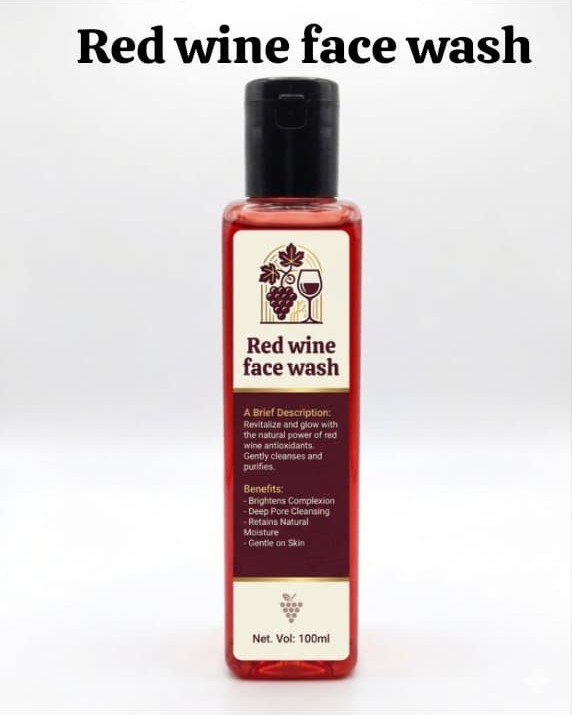 Red wine face wash
Red wine
face wash
A Brief Description:
Revitalize and glow with
the natural power of red
wine antioxidants.
Gently cleanses and
purifies.
Benefits:
- Brightens Complexion
- Deep Pore Cleansing
- Retains Natural
Moisture
- Gentle on Skin
Net. Vol: 100ml